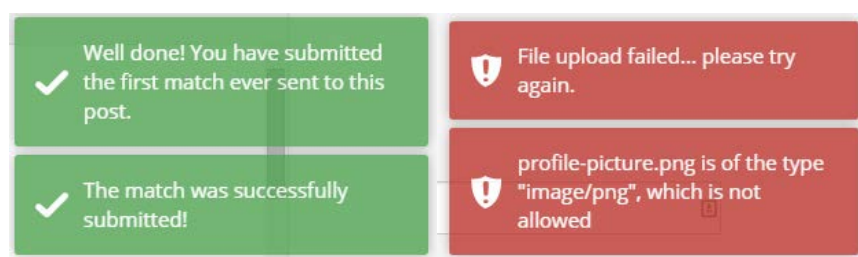 Well done! You have submitted
the first match ever sent to this
post.
The match was successfully
submitted!
File upload failed... please try
again.
profile-picture.png is of the type
"image/png", which is not
allowed